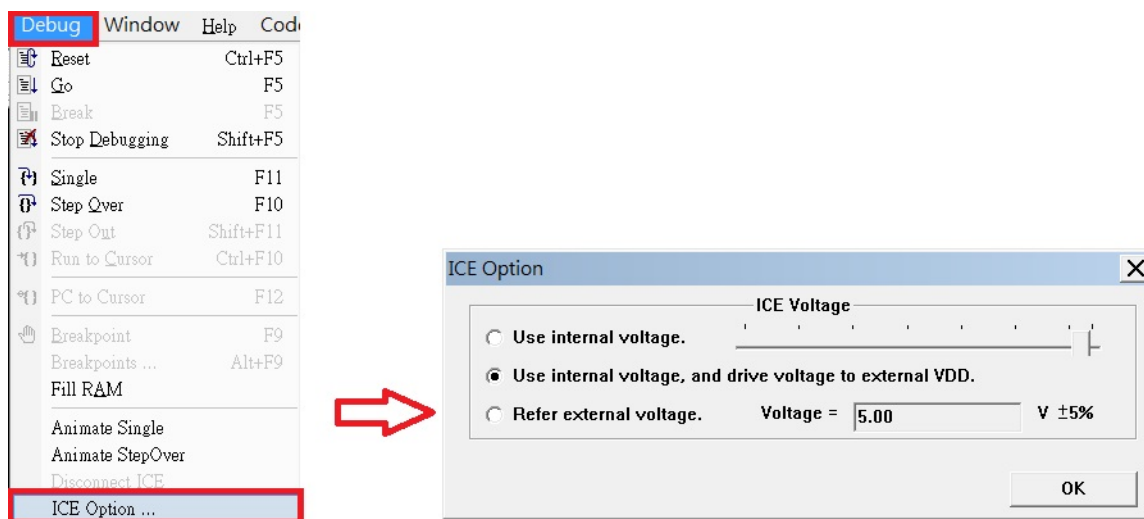 Debug Window Help Code
Reset Ctrl+F5
Go F5
Break F5
Stop Debugging Shift+F5
Single F11
Step Over F10
Step Out Shift+F11
Run to Cursor Ctrl+F10
PC to Cursor F12
Breakpoint F9
Breakpoints ... Alt+F9
Fill RAM
Animate Single
Animate StepOver
Disconnect ICE
ICE Option ...
ICE Option
ICE Voltage
Use internal voltage.
Use internal voltage, and drive voltage to external VDD.
Refer external voltage. Voltage = 5.00 V ±5%
OK